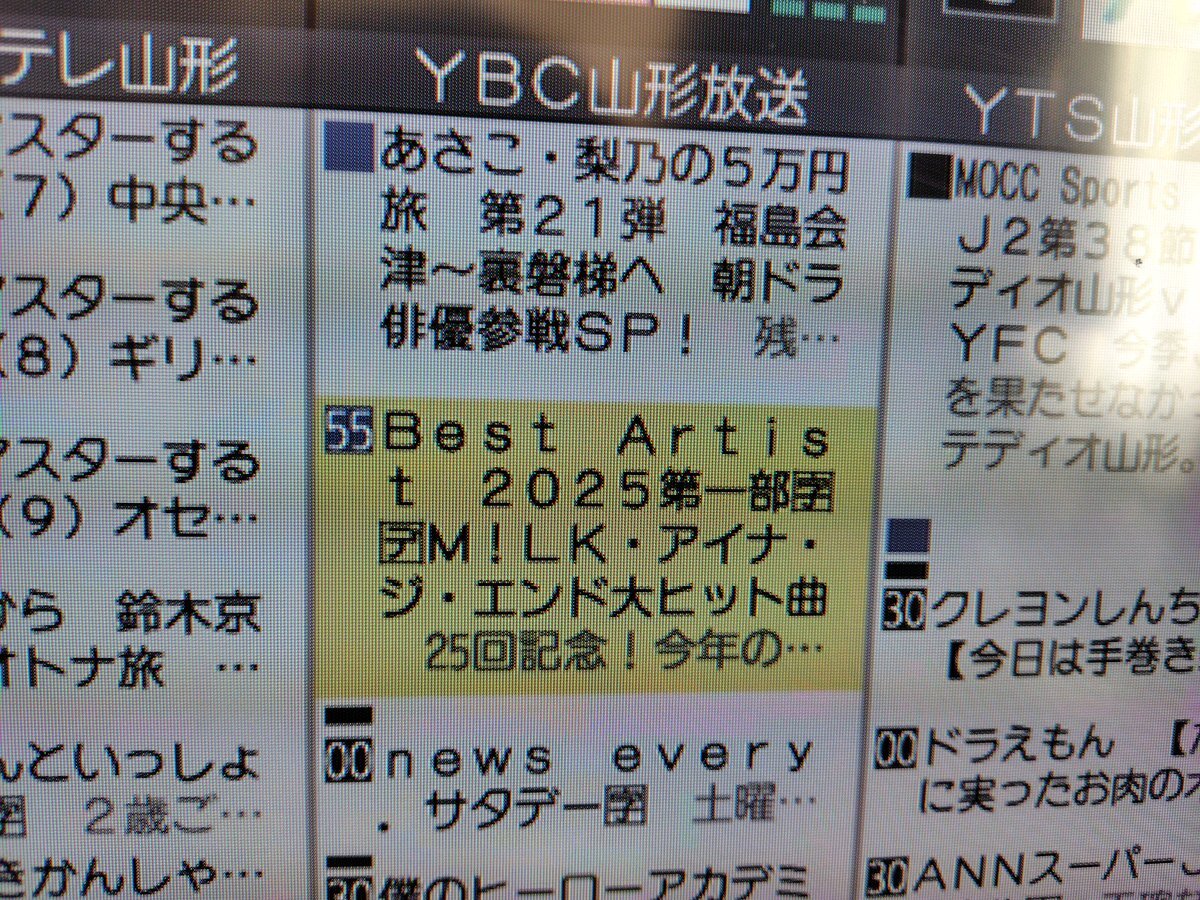 テレ山形
スターする
(7) 中央…
スターする
(8) ギリ…
スターする
(9) オセ…
から 鈴木京
オトナ旅 …
んといっしょ
字 2歳ご…
きかんしゃ…
YBC山形放送
あさこ・梨乃の5万円
旅 第21弾 福島会
津~裏磐梯へ 朝ドラ
俳優参戦SP! 残…
55 Best Artis
t 2025第一部字
デM!LK・アイナ・
ジ・エンド大ヒット曲
25回記念!今年の…
00 news every
.サタデー字 土曜…
30 僕のヒーローアカデミ
YTS山形
MOCC Sports
J2第38節
ディオ山形v
YFC 今季
を果たせなか
テディオ山形。
30 クレヨンしんち
【今日は手巻き
00 ドラえもん 【
に実ったお肉の
30 ANNスーパーJ